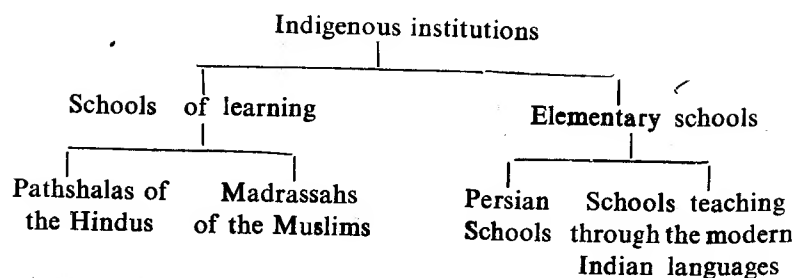 Indigenous institutions
Schools of learning
Elementary schools
Pathshalas of
the Hindus
Madrassahs
of the Muslims
Persian
Schools
Schools teaching
through the modern
Indian languages